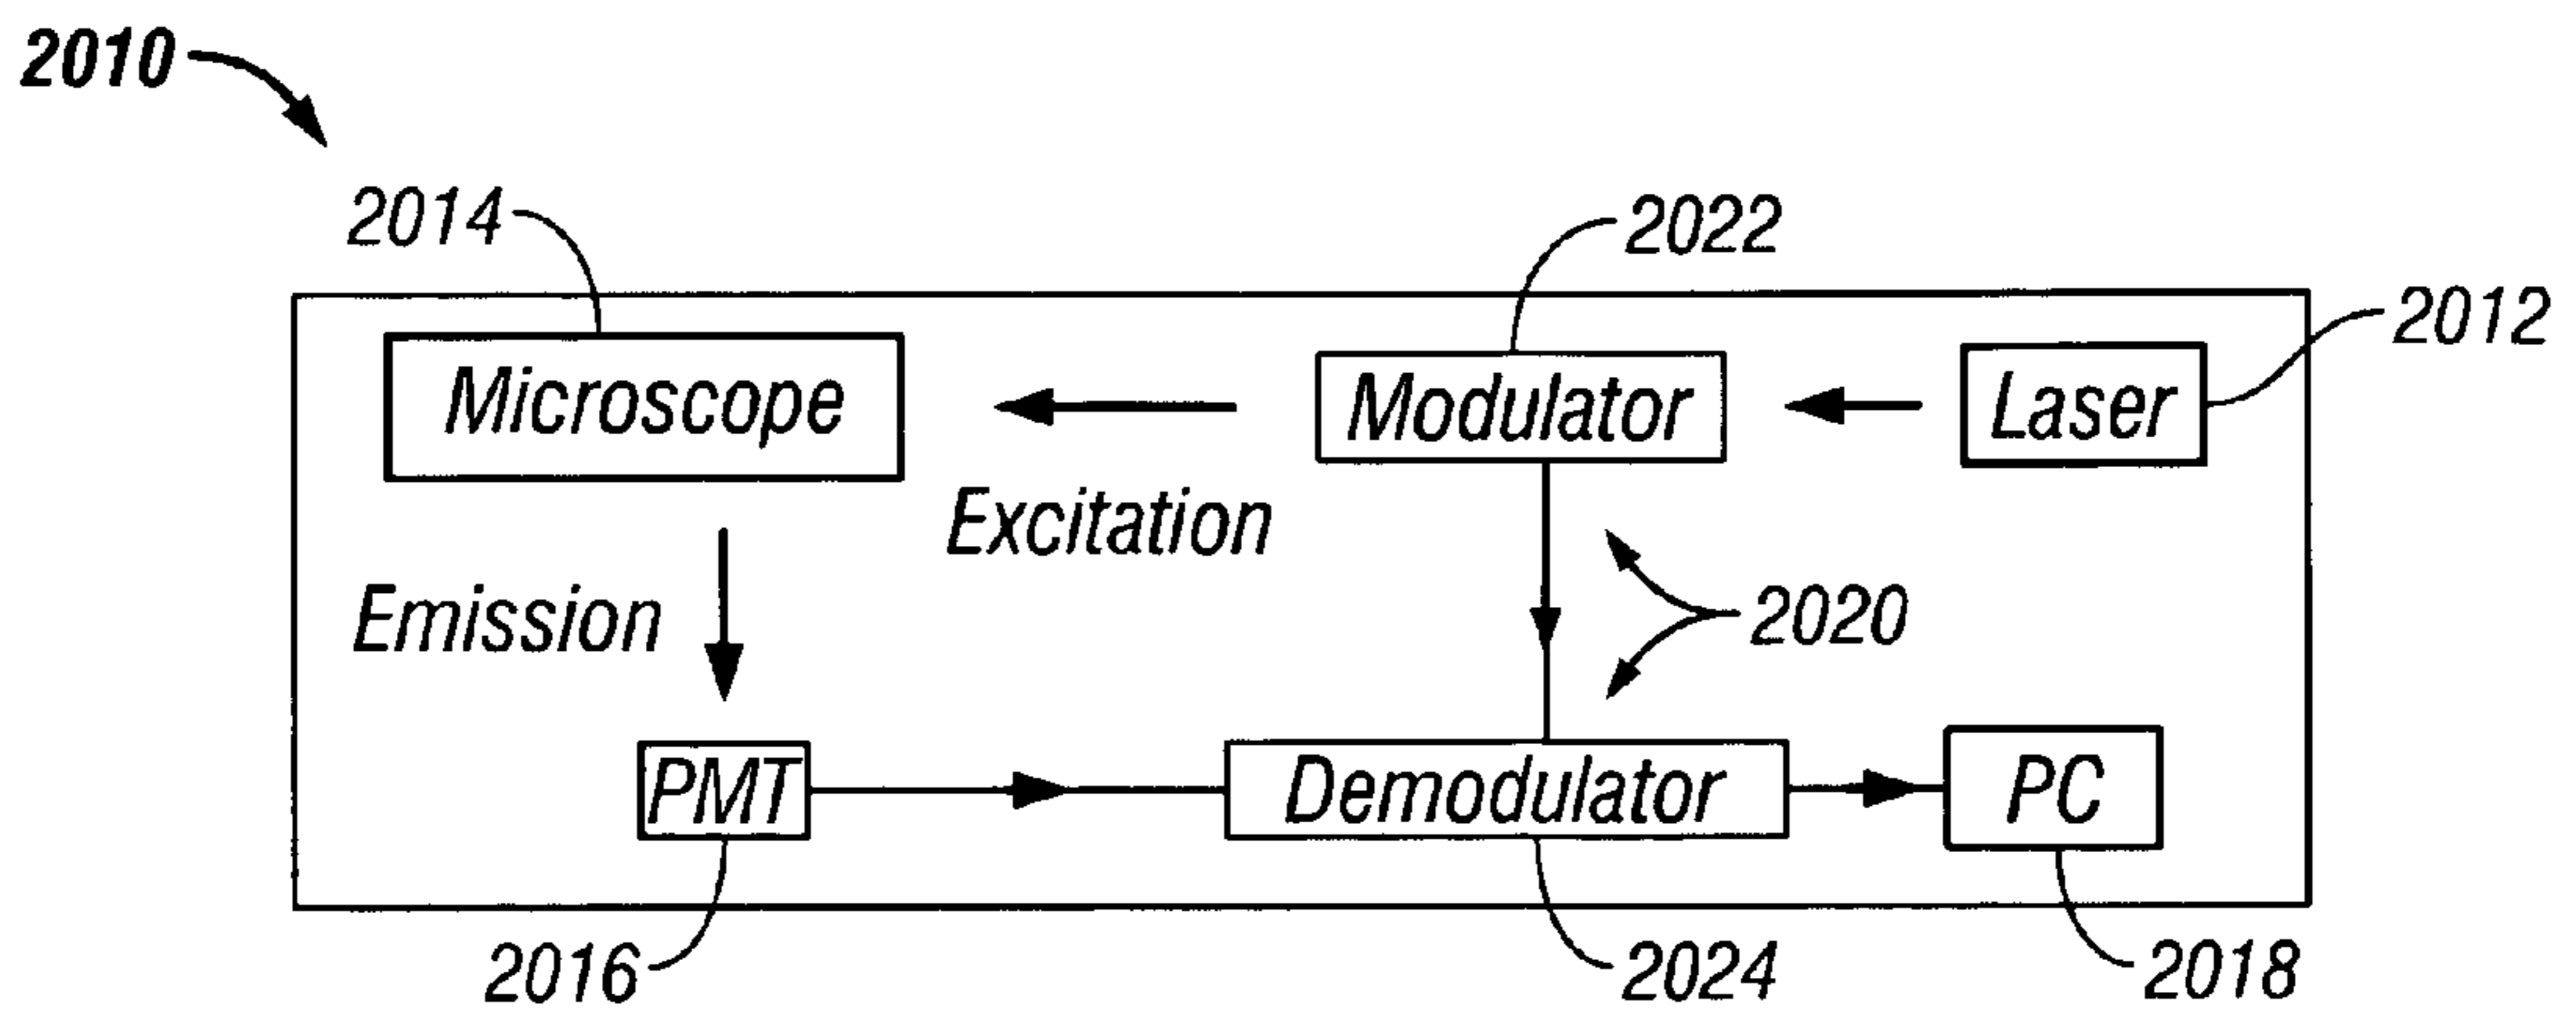 2010
2014
2022
2012
Microscope
Modulator
Laser
Excitation
Emission
2020
PMT
Demodulator
PC
2016
2024
2018